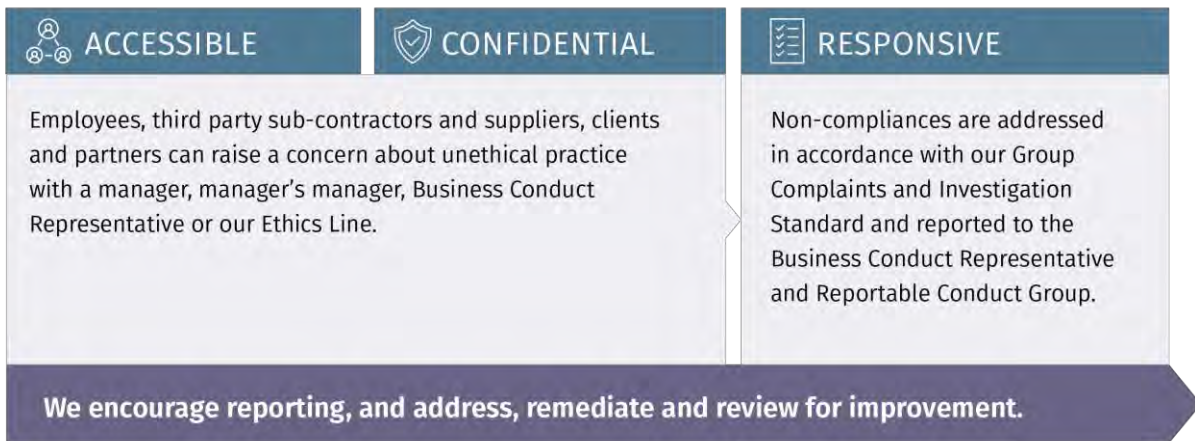 ACCESSIBLE
CONFIDENTIAL
RESPONSIVE
Employees, third party sub-contractors and suppliers, clients
and partners can raise a concern about unethical practice
with a manager, manager’s manager, Business Conduct
Representative or our Ethics Line.
Non-compliances are addressed
in accordance with our Group
Complaints and Investigation
Standard and reported to the
Business Conduct Representative
and Reportable Conduct Group.
We encourage reporting, and address, remediate and review for improvement.